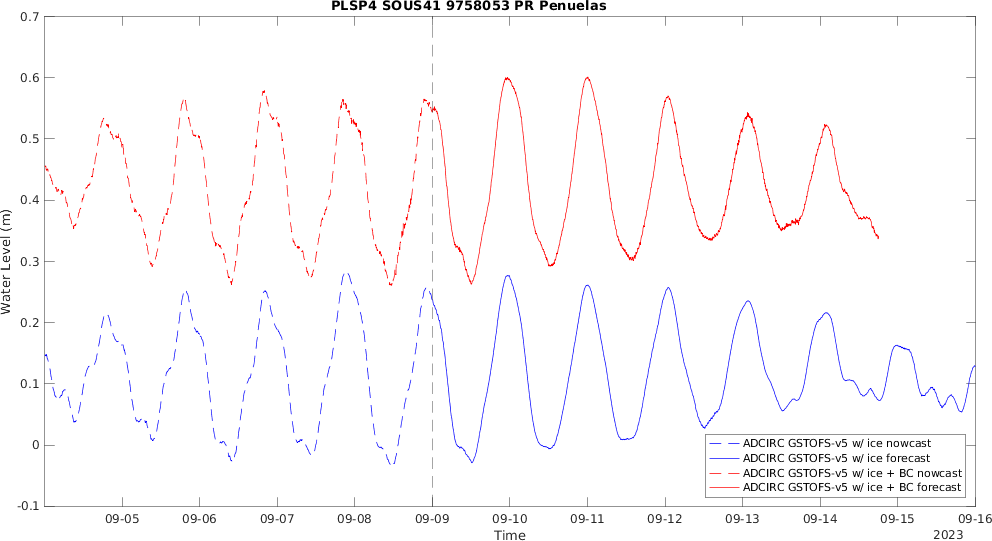 PLSP4 SOUS41 9758053 PR Penuelas
0.7
0.6
0.5
0.4
0.3
0.2
0.1
0
-0.1
Water Level (m)
ADCIRC GSTOFS-v5 w/ ice nowcast
ADCIRC GSTOFS-v5 w/ ice forecast
ADCIRC GSTOFS-v5 w/ ice + BC nowcast
ADCIRC GSTOFS-v5 w/ ice + BC forecast
09-05 09-06 09-07 09-08 09-09 09-10 09-11 09-12 09-13 09-14 09-15 09-16
Time
2023